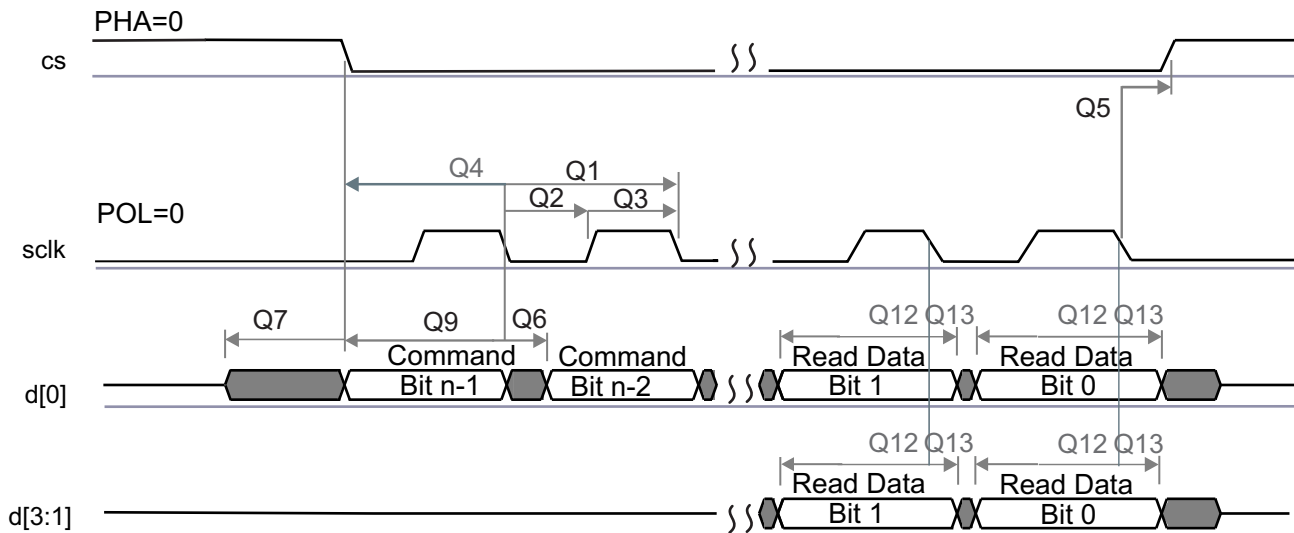 PHA=0
cs
Q5
Q4 Q1
Q2 Q3
POL=0
sclk
Q7 Q9 Q6 Q12 Q13 Q12 Q13
Command Command Read Data Read Data
d[0] Bit n-1 Bit n-2 Bit 1 Bit 0
Q12 Q13 Q12 Q13
Read Data Read Data
d[3:1] Bit 1 Bit 0